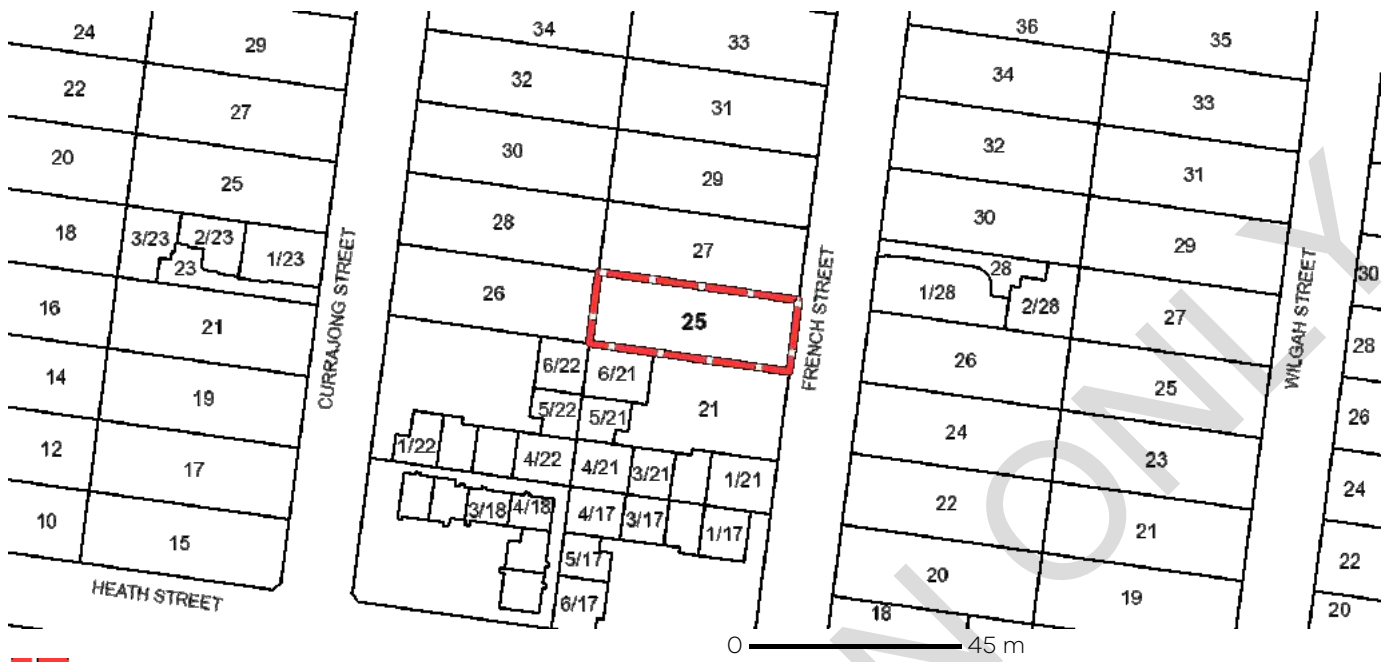 24 29 34 33 36 35
22 27 32 31 34 33
20 25 30 29 32 31
18 3/23 2/23 1/23 28 27 30 29 30
23 28
16 21 26 25 1/28 2/28 27 28
14 19 6/22 6/21 26 25 26
5/22 5/21 21
12 17 1/22 4/22 4/21 3/21 1/21 24 23 24
3/18 4/18 4/17 3/17 1/17
10 15 5/17 22 21 22
6/17 20 19 20
18
CURRAJONG STREET
FRENCH STREET
WILGAH STREET
HEATH STREET
0 45 m
N ONLY